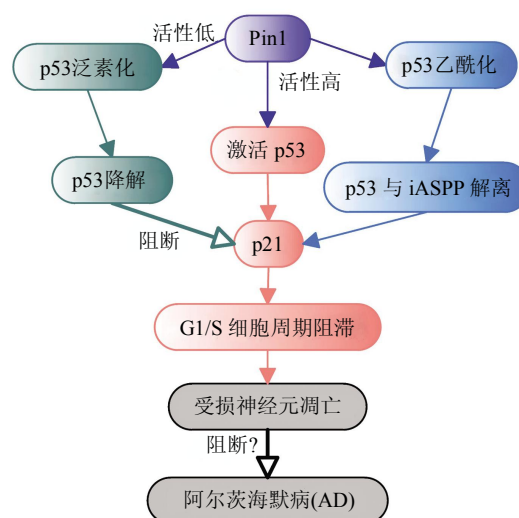 活性低
Pin1
p53泛素化
活性高
p53乙酰化
激活 p53
p53降解
p53 与 iASPP 解离
阻断
p21
G1/S 细胞周期阻滞
受损神经元凋亡
阻断?
阿尔茨海默病(AD)